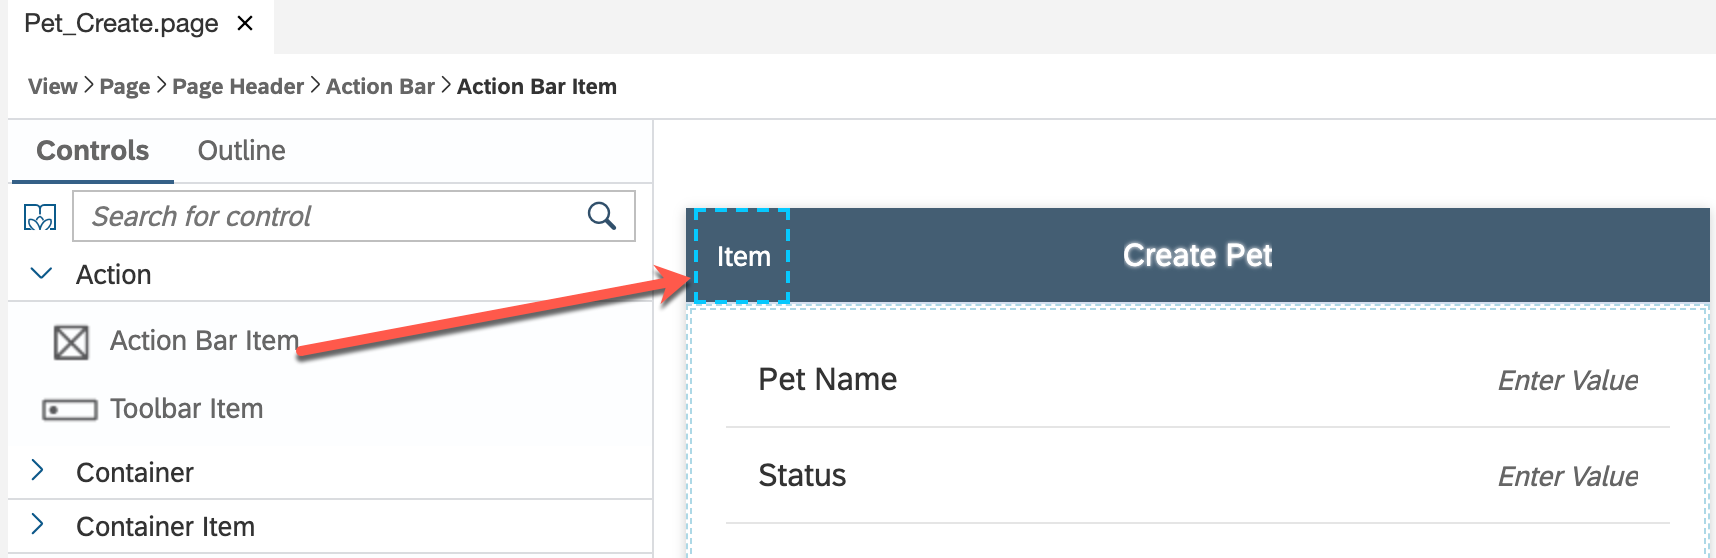 Pet_Create.page ×
View > Page > Page Header > Action Bar > Action Bar Item
Controls Outline
Search for control
Action
Action Bar Item
Toolbar Item
Container
Container Item
Item Create Pet
Pet Name Enter Value
Status Enter Value